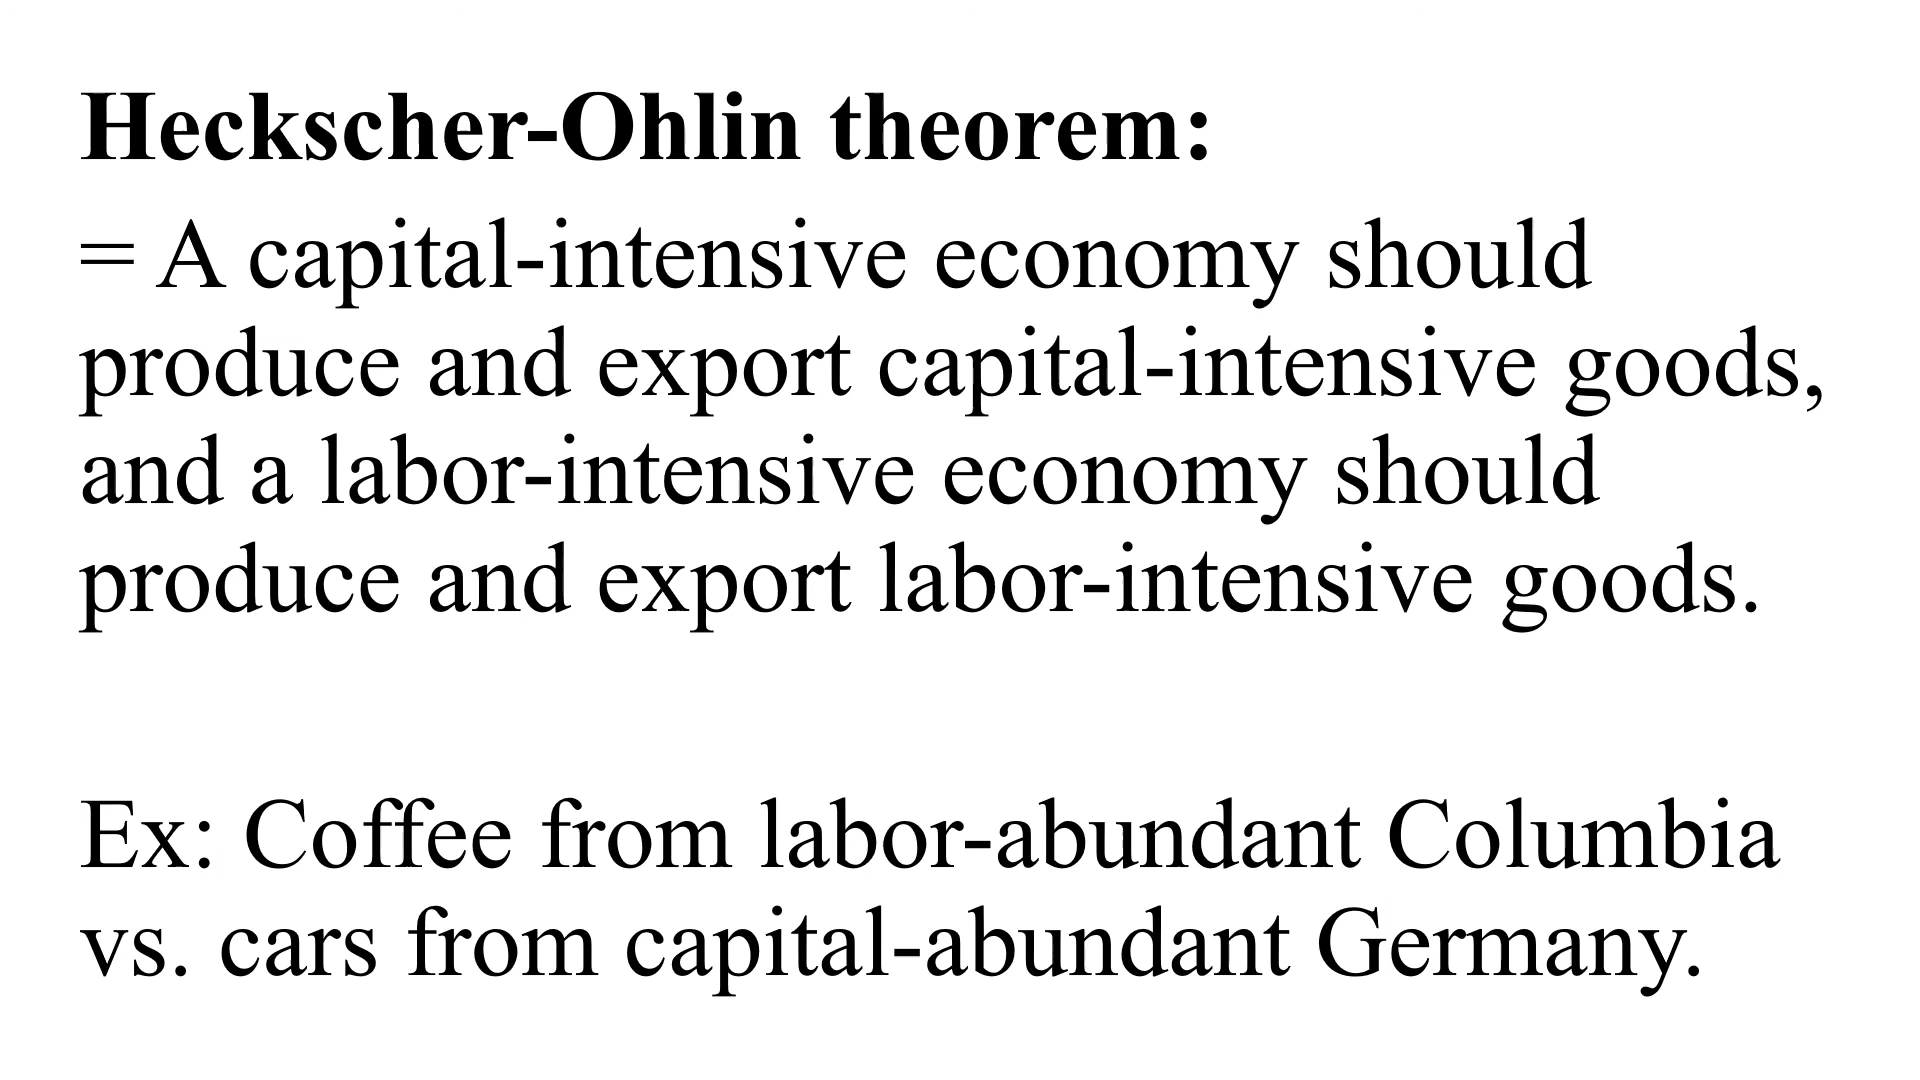 Heckscher-Ohlin theorem:
= A capital-intensive economy should
produce and export capital-intensive goods,
and a labor-intensive economy should
produce and export labor-intensive goods.
Ex: Coffee from labor-abundant Columbia
vs. cars from capital-abundant Germany.